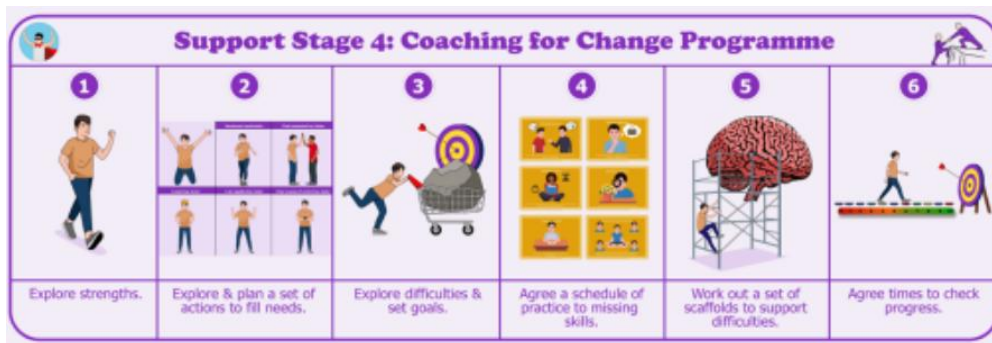 Support Stage 4: Coaching for Change Programme
1
2
3
4
5
6
Explore strengths.
Explore & plan a set of
actions to fill needs.
Explore difficulties &
set goals.
Agree a schedule of
practice to missing
skills.
Work out a set of
scaffolds to support
difficulties.
Agree times to check
progress.